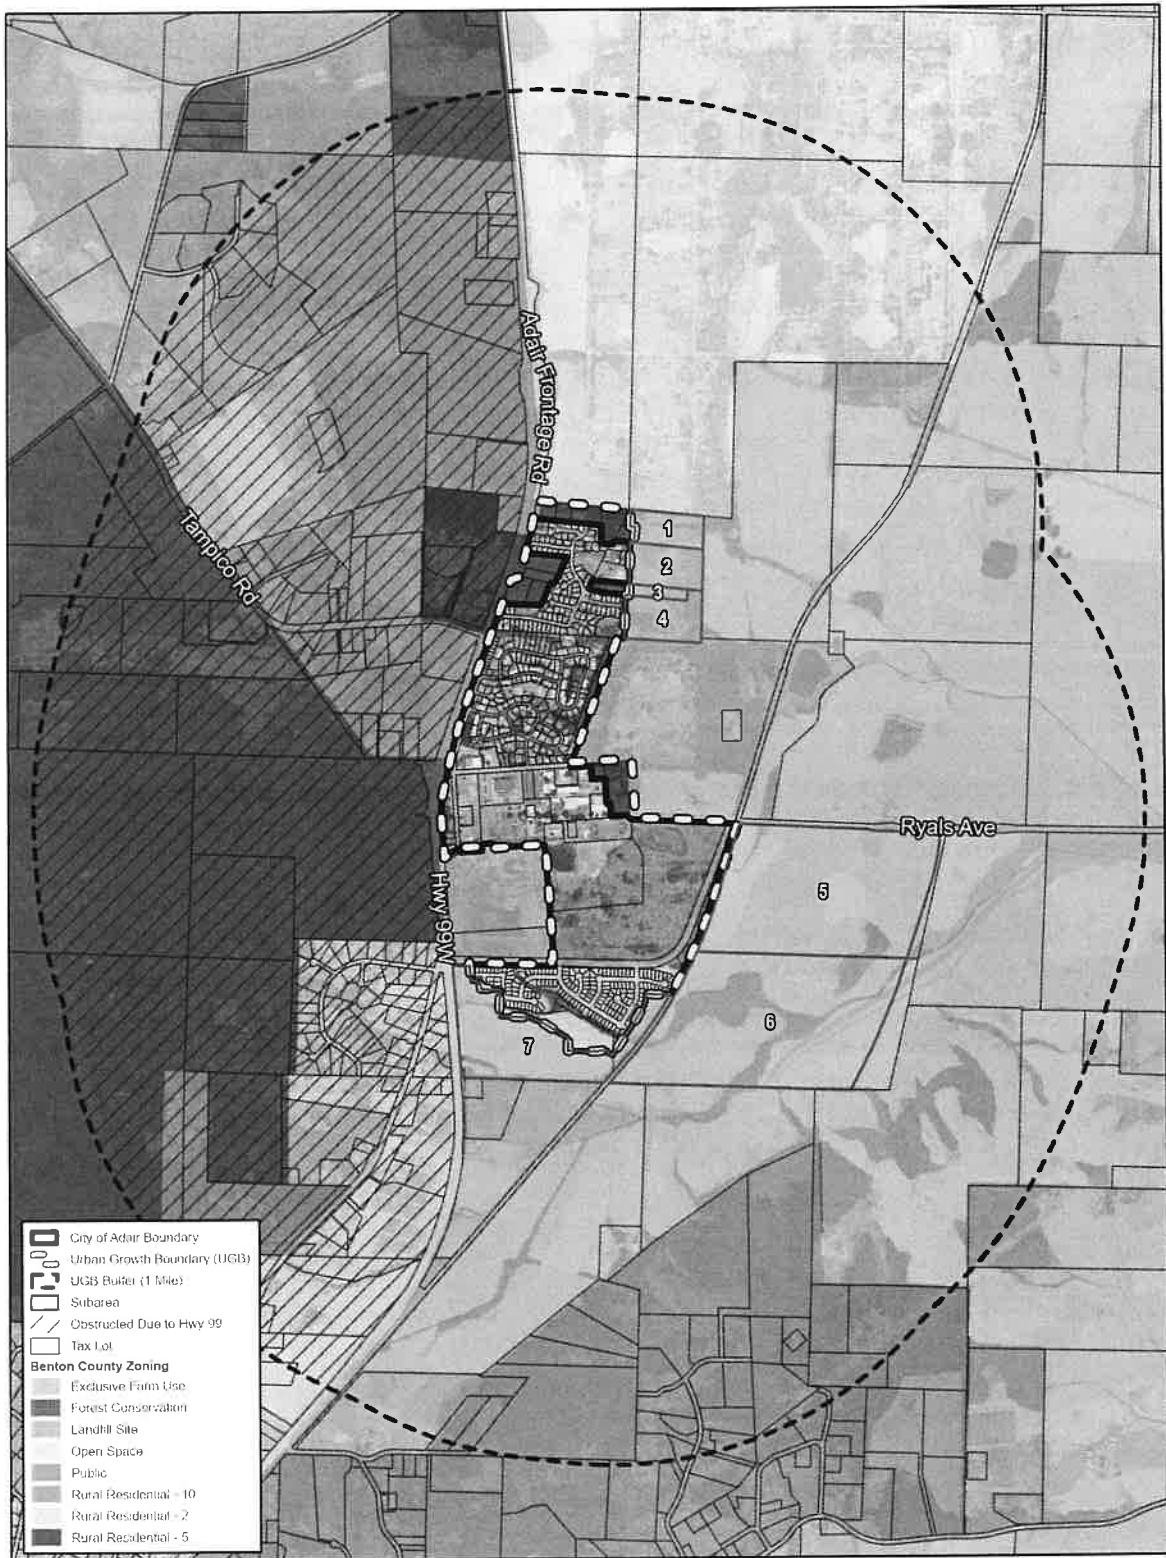 Adair Frontage Rd
1
2
3
4
Tampico Rd
Ryals Ave
5
Hwy 99W
6
7
City of Adair Boundary
Urban Growth Boundary (UGB)
UGB Buffer (1 Mile)
Subarea
Obstructed Due to Hwy 99
Tax Lot
Benton County Zoning
Exclusive Farm Use
Forest Conservation
Landfill Site
Open Space
Public
Rural Residential - 10
Rural Residential - 2
Rural Residential - 5